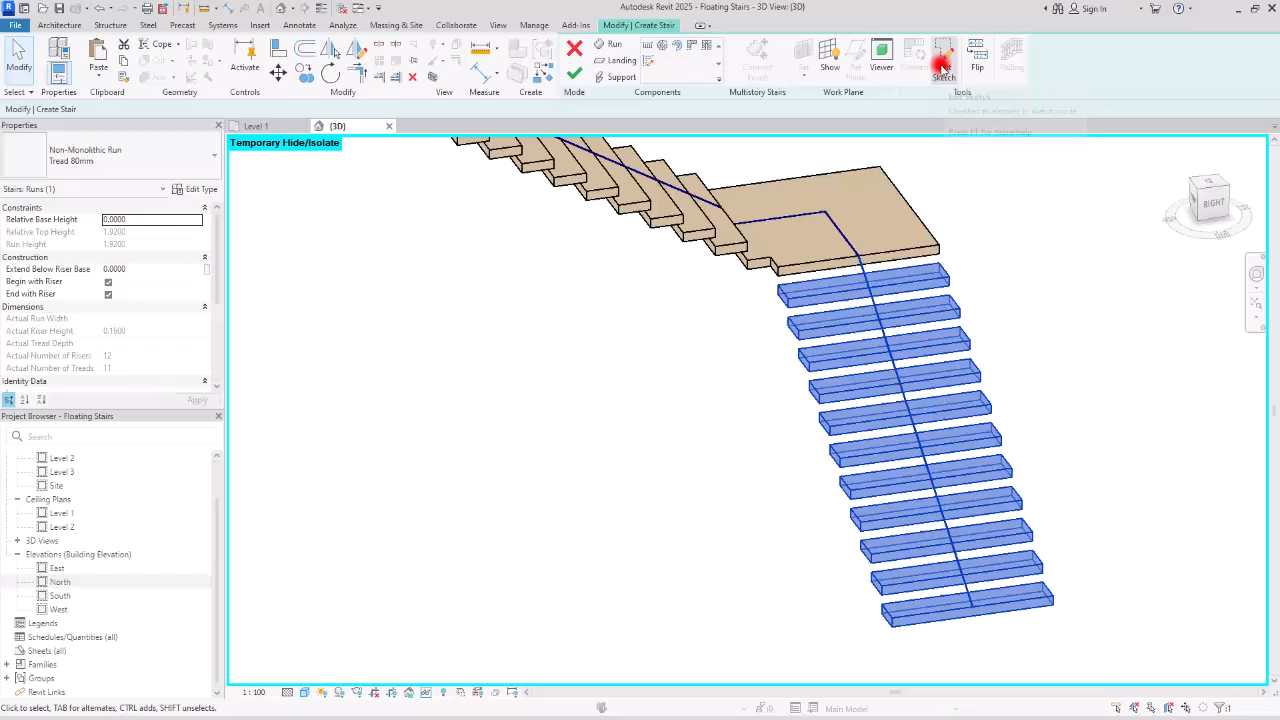 Autodesk Revit 2025 - Floating Stairs - 3D View: {3D}
Sign In
File
Architecture
Structure
Steel
Precast
Systems
Insert
Annotate
Analyze
Massing & Site
Collaborate
View
Manage
Add-Ins
Modify | Create Stair
Modify
Paste
Cope
Activate
Run
Landing
Support
Show
Viewer
Sketch
Flip
Select
Properties
Clipboard
Geometry
Controls
Modify
View
Measure
Create
Mode
Components
Multistory Stairs
Work Plane
Tools
Modify | Create Stair
Edit Sketch
Press F1 for more help
Properties
Level 1
{3D}
Non-Monolithic Run
Tread 80mm
Temporary Hide/Isolate
Stairs: Runs (1)
Edit Type
Constraints
Relative Base Height 0.0000
Relative Top Height 1.9200
Run Height 1.9200
Construction
Extend Below Riser Base 0.0000
Begin with Riser
End with Riser
Dimensions
Actual Run Width
Actual Riser Height 0.1600
Actual Tread Depth
Actual Number of Risers 12
Actual Number of Treads 11
Identity Data
Apply
RIGHT
Project Browser - Floating Stairs
Search
Level 2
Level 3
Site
Ceiling Plans
Level 1
Level 2
3D Views
Elevations (Building Elevation)
East
North
South
West
Legends
Schedules/Quantities (all)
Sheets (all)
Families
Groups
Revit Links
1 : 100
Click to select, TAB for alternates, CTRL adds, SHIFT unselects.
:0
Main Model
:1